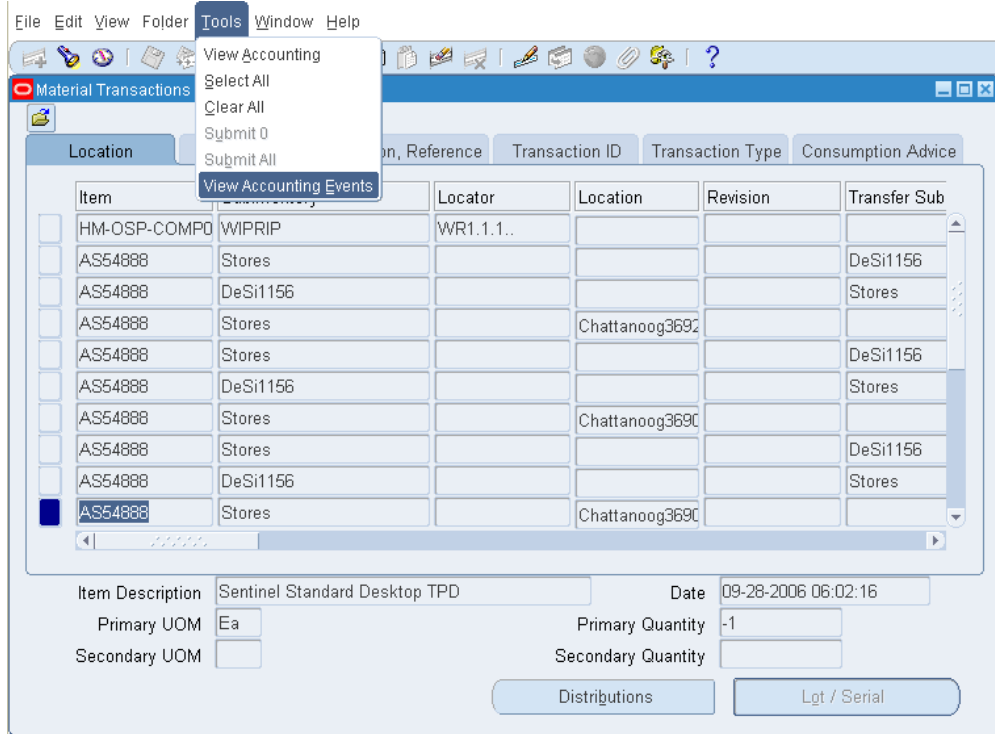 File Edit View Folder Tools Window Help
View Accounting
Select All
Clear All
Submit 0
Submit All
View Accounting Events
?
Material Transactions
Location on, Reference Transaction ID Transaction Type Consumption Advice
Item Locator Location Revision Transfer Sub
HM-OSP-COMP0 WIPRIP WR1.1.1..
AS54888 Stores DeSi1156
AS54888 DeSi1156 Stores
AS54888 Stores Chattanoog3692
AS54888 Stores DeSi1156
AS54888 DeSi1156 Stores
AS54888 Stores Chattanoog3690
AS54888 Stores DeSi1156
AS54888 DeSi1156 Stores
AS54888 Stores Chattanoog3690
Item Description Sentinel Standard Desktop TPD Date 09-28-2006 06:02:16
Primary UOM Ea Primary Quantity -1
Secondary UOM Secondary Quantity
Distributions Lot / Serial